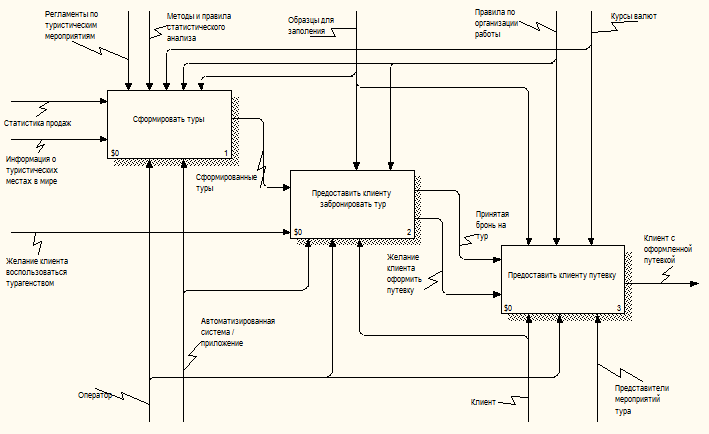 Регламенты по
туристическим
мероприятиям
Методы и правила
статистического
анализа
Образцы для
заполения
Правила по
организации
работы
Курсы валют
Статистика продаж
Информация о
туристических
местах в мире
Сформировать туры
$0
1
Сформированные
туры
Желание клиента
воспользоваться
турагенством
Предоставить клиенту
забронировать тур
$0
2
Принятая
бронь на
тур
Желание
клиента
оформить
путевку
Клиент с
оформленной
путевкой
Предоставить клиенту путевку
$0
3
Автоматизированная
система /
приложение
Оператор
Клиент
Представители
мероприятий
тура